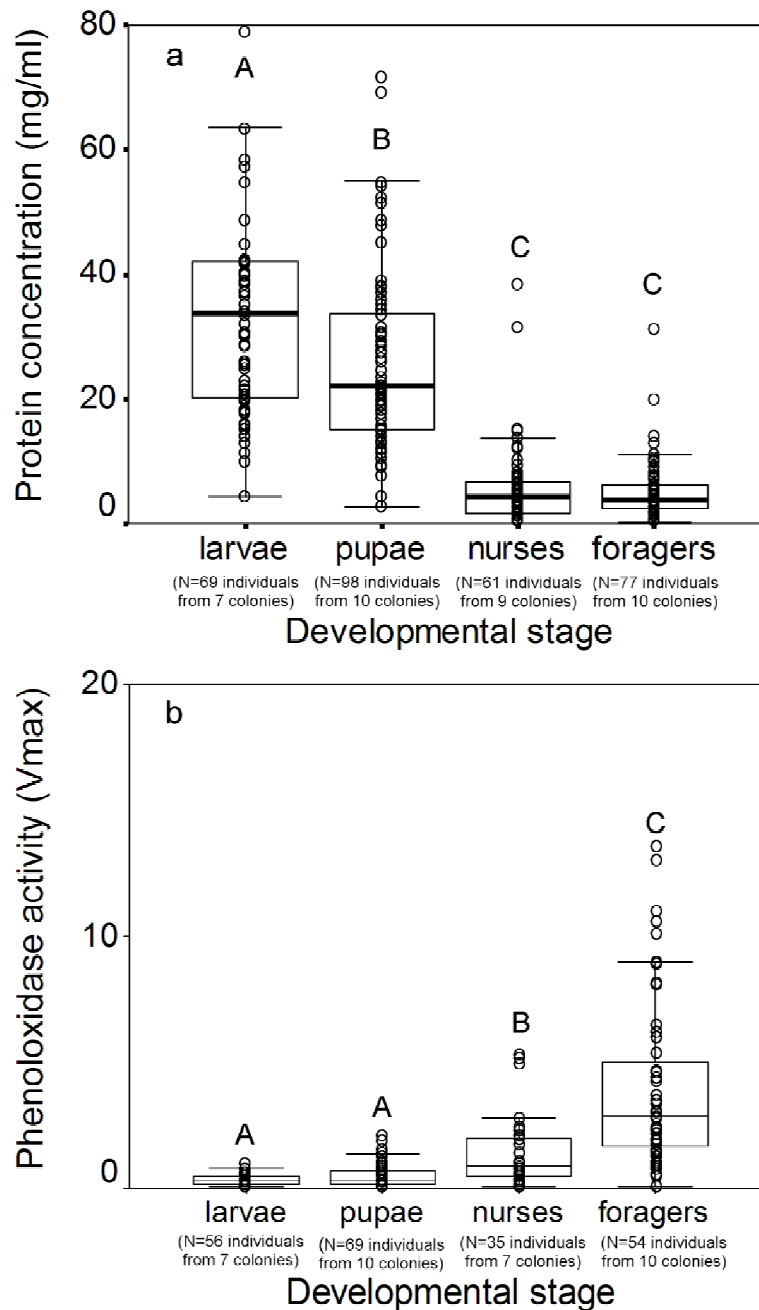 80
a
A
B
60
C
C
40
20
0
Protein concentration (mg/ml)
larvae pupae nurses foragers
(N=69 individuals (N=98 individuals (N=61 individuals (N=77 individuals
from 7 colonies) from 10 colonies) from 9 colonies) from 10 colonies)
Developmental stage
20
b
C
10
B
A
A
0
Phenoloxidase activity (Vmax)
larvae pupae nurses foragers
(N=56 individuals (N=69 individuals (N=35 individuals (N=54 individuals
from 7 colonies) from 10 colonies) from 7 colonies) from 10 colonies)
Developmental stage